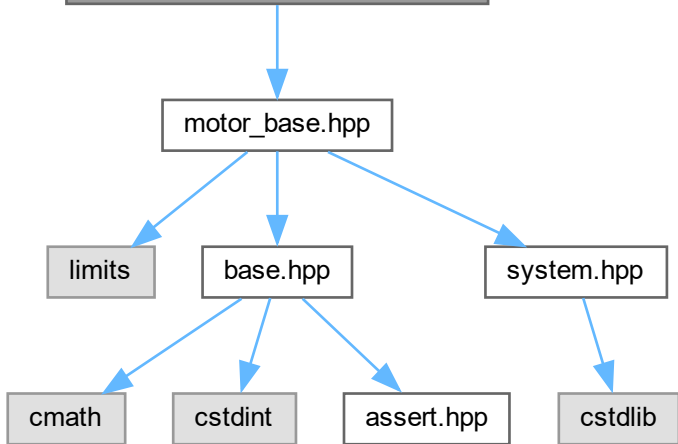 motor_base.hpp
limits
base.hpp
system.hpp
cmath
cstdint
assert.hpp
cstdlib